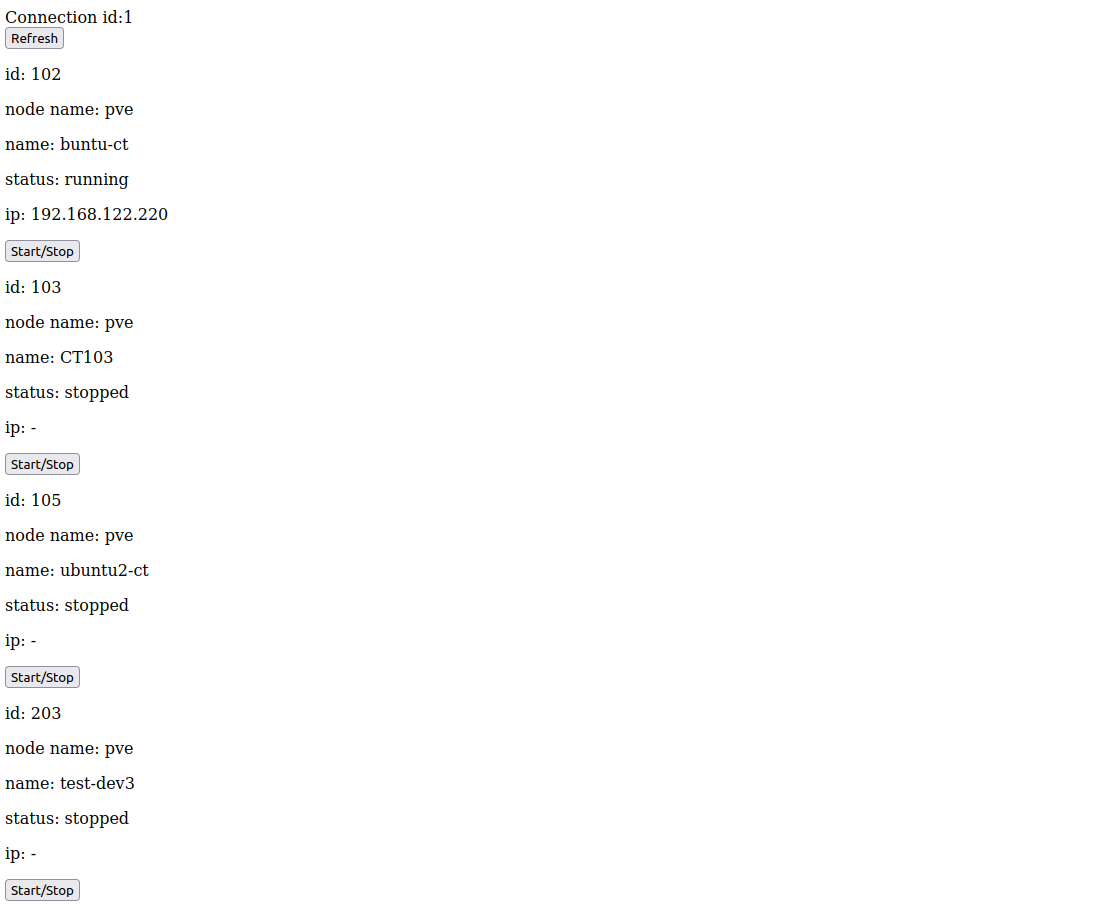 Connection id:1
Refresh
id: 102
node name: pve
name: buntu-ct
status: running
ip: 192.168.122.220
Start/Stop
id: 103
node name: pve
name: CT103
status: stopped
ip: -
Start/Stop
id: 105
node name: pve
name: ubuntu2-ct
status: stopped
ip: -
Start/Stop
id: 203
node name: pve
name: test-dev3
status: stopped
ip: -
Start/Stop